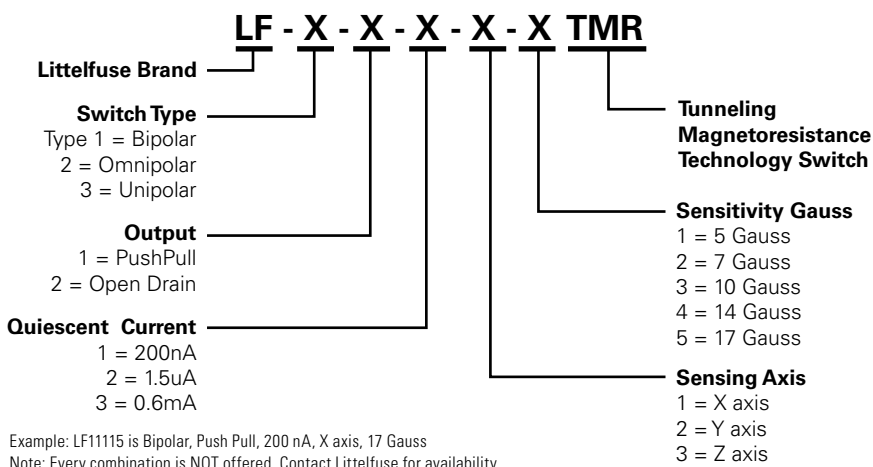 LF - X - X - X - X - X TMR
Littelfuse Brand
Switch Type
Type 1 = Bipolar
2 = Omnipolar
3 = Unipolar
Output
1 = PushPull
2 = Open Drain
Quiescent Current
1 = 200nA
2 = 1.5uA
3 = 0.6mA
Tunneling
Magnetoresistance
Technology Switch
Sensitivity Gauss
1 = 5 Gauss
2 = 7 Gauss
3 = 10 Gauss
4 = 14 Gauss
5 = 17 Gauss
Sensing Axis
1 = X axis
2 = Y axis
3 = Z axis
Example: LF11115 is Bipolar, Push Pull, 200 nA, X axis, 17 Gauss
Note: Every combination is NOT offered. Contact Littelfuse for availability